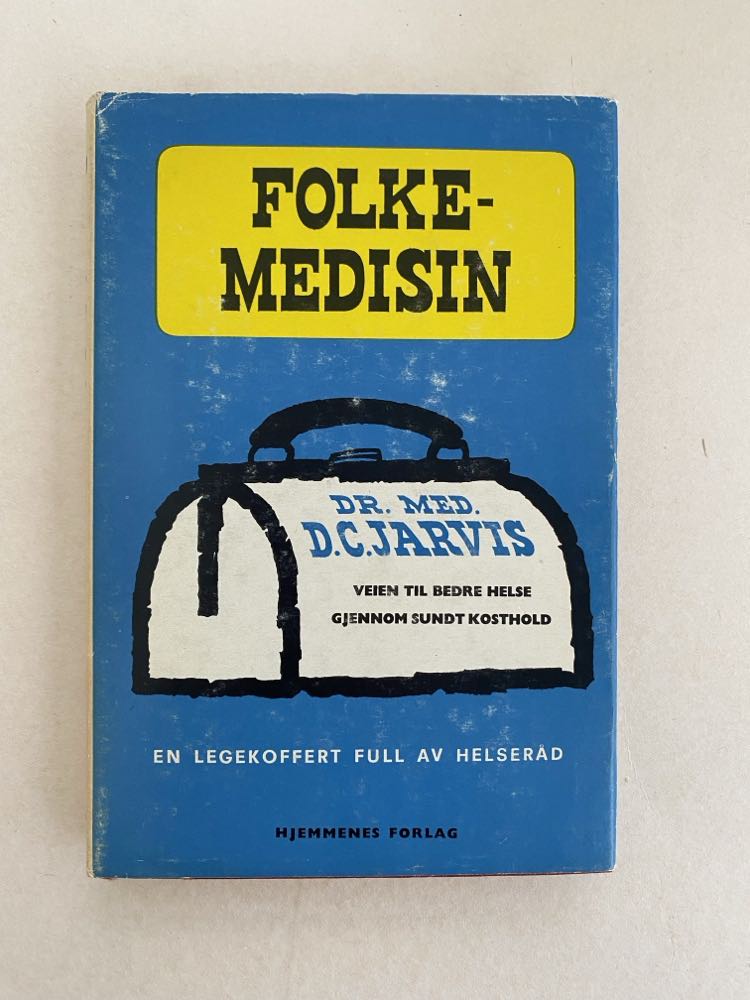 FOLKE-
MEDISIN
DR. MED.
D.C.JARVIS
VEIEN TIL BEDRE HELSE
GJENNOM SUNDT KOSTHOLD
EN LEGEKOFFERT FULL AV HELSERÅD
HJEMMENES FORLAG